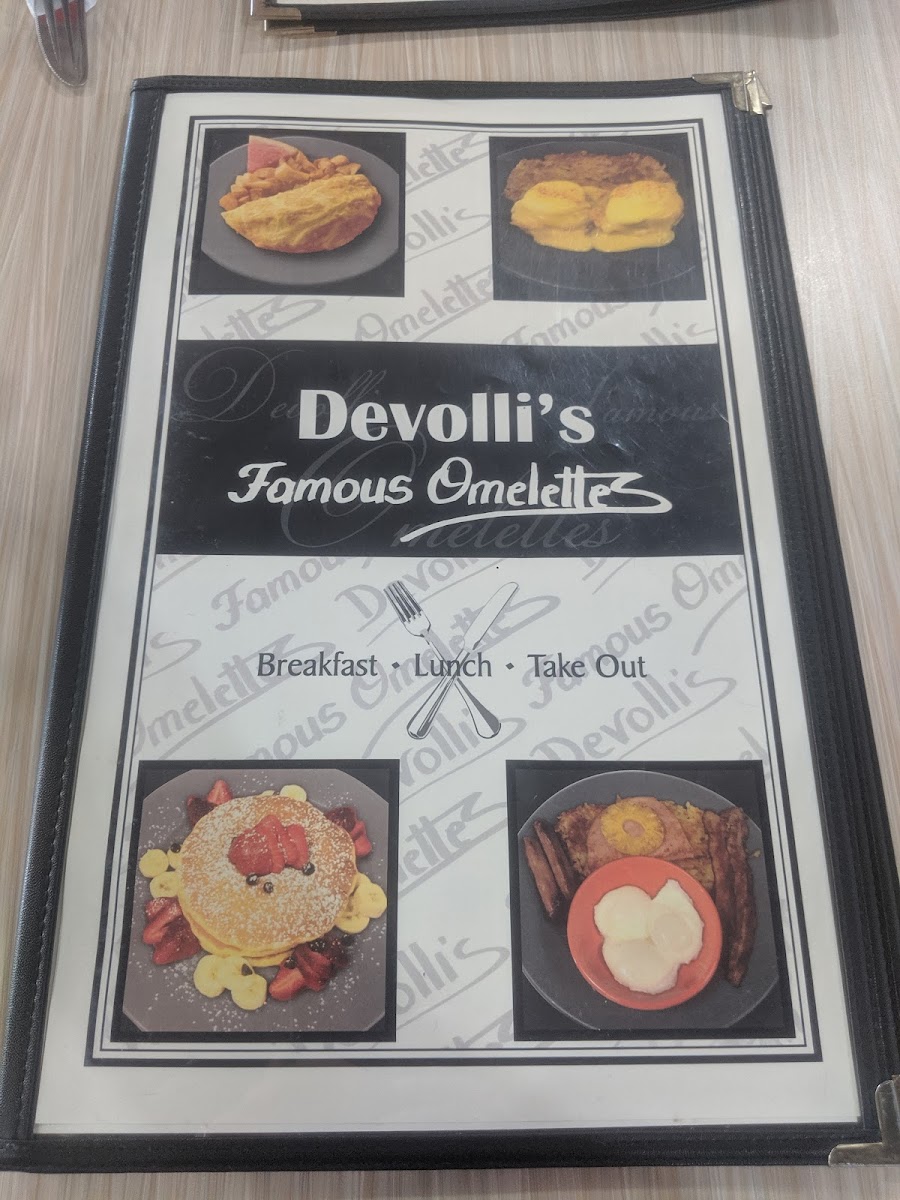 Devolli's
Famous Omelettes
Breakfast • Lunch • Take Out